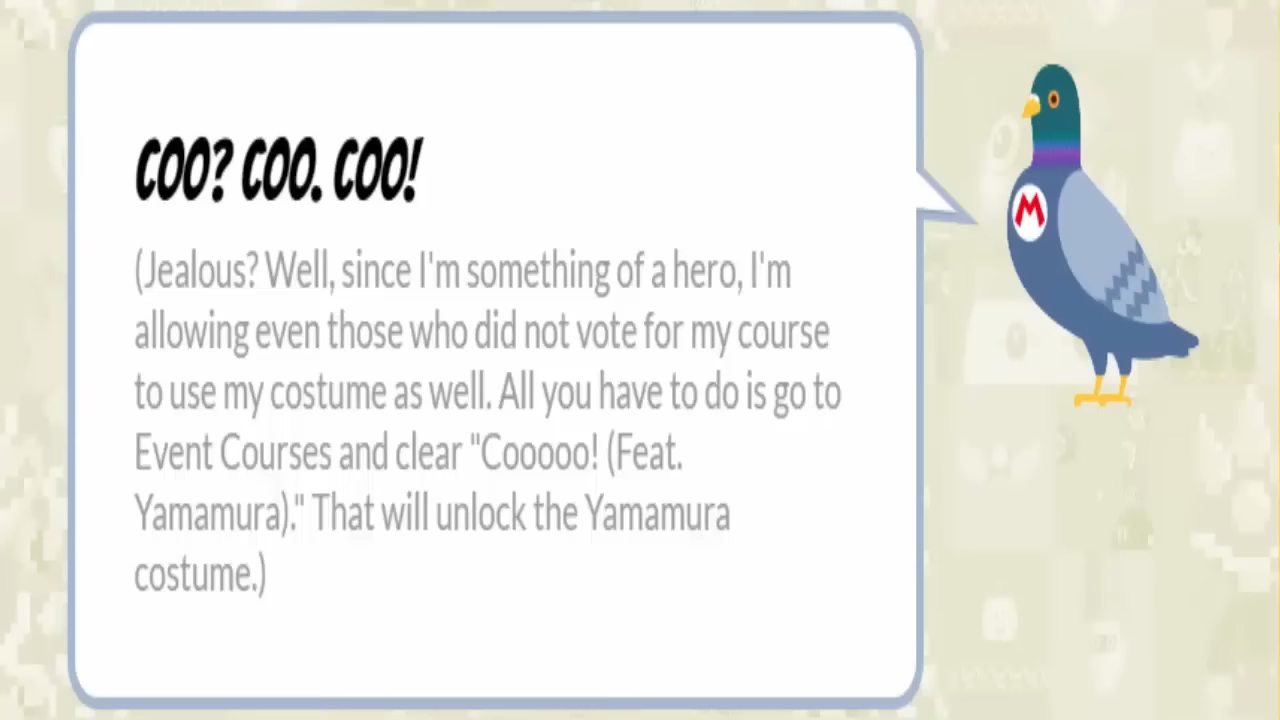 COO? COO. COO!
(Jealous? Well, since I'm something of a hero, I'm
allowing even those who did not vote for my course
to use my costume as well. All you have to do is go to
Event Courses and clear "Cooooo! (Feat.
Yamamura)." That will unlock the Yamamura
costume.)
M